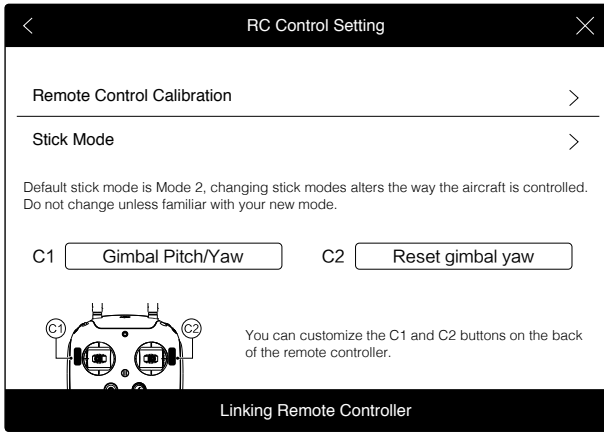 RC Control Setting
Remote Control Calibration
Stick Mode
Default stick mode is Mode 2, changing stick modes alters the way the aircraft is controlled.
Do not change unless familiar with your new mode.
C1 Gimbal Pitch/Yaw C2 Reset gimbal yaw
C1 C2
You can customize the C1 and C2 buttons on the back
of the remote controller.
Linking Remote Controller